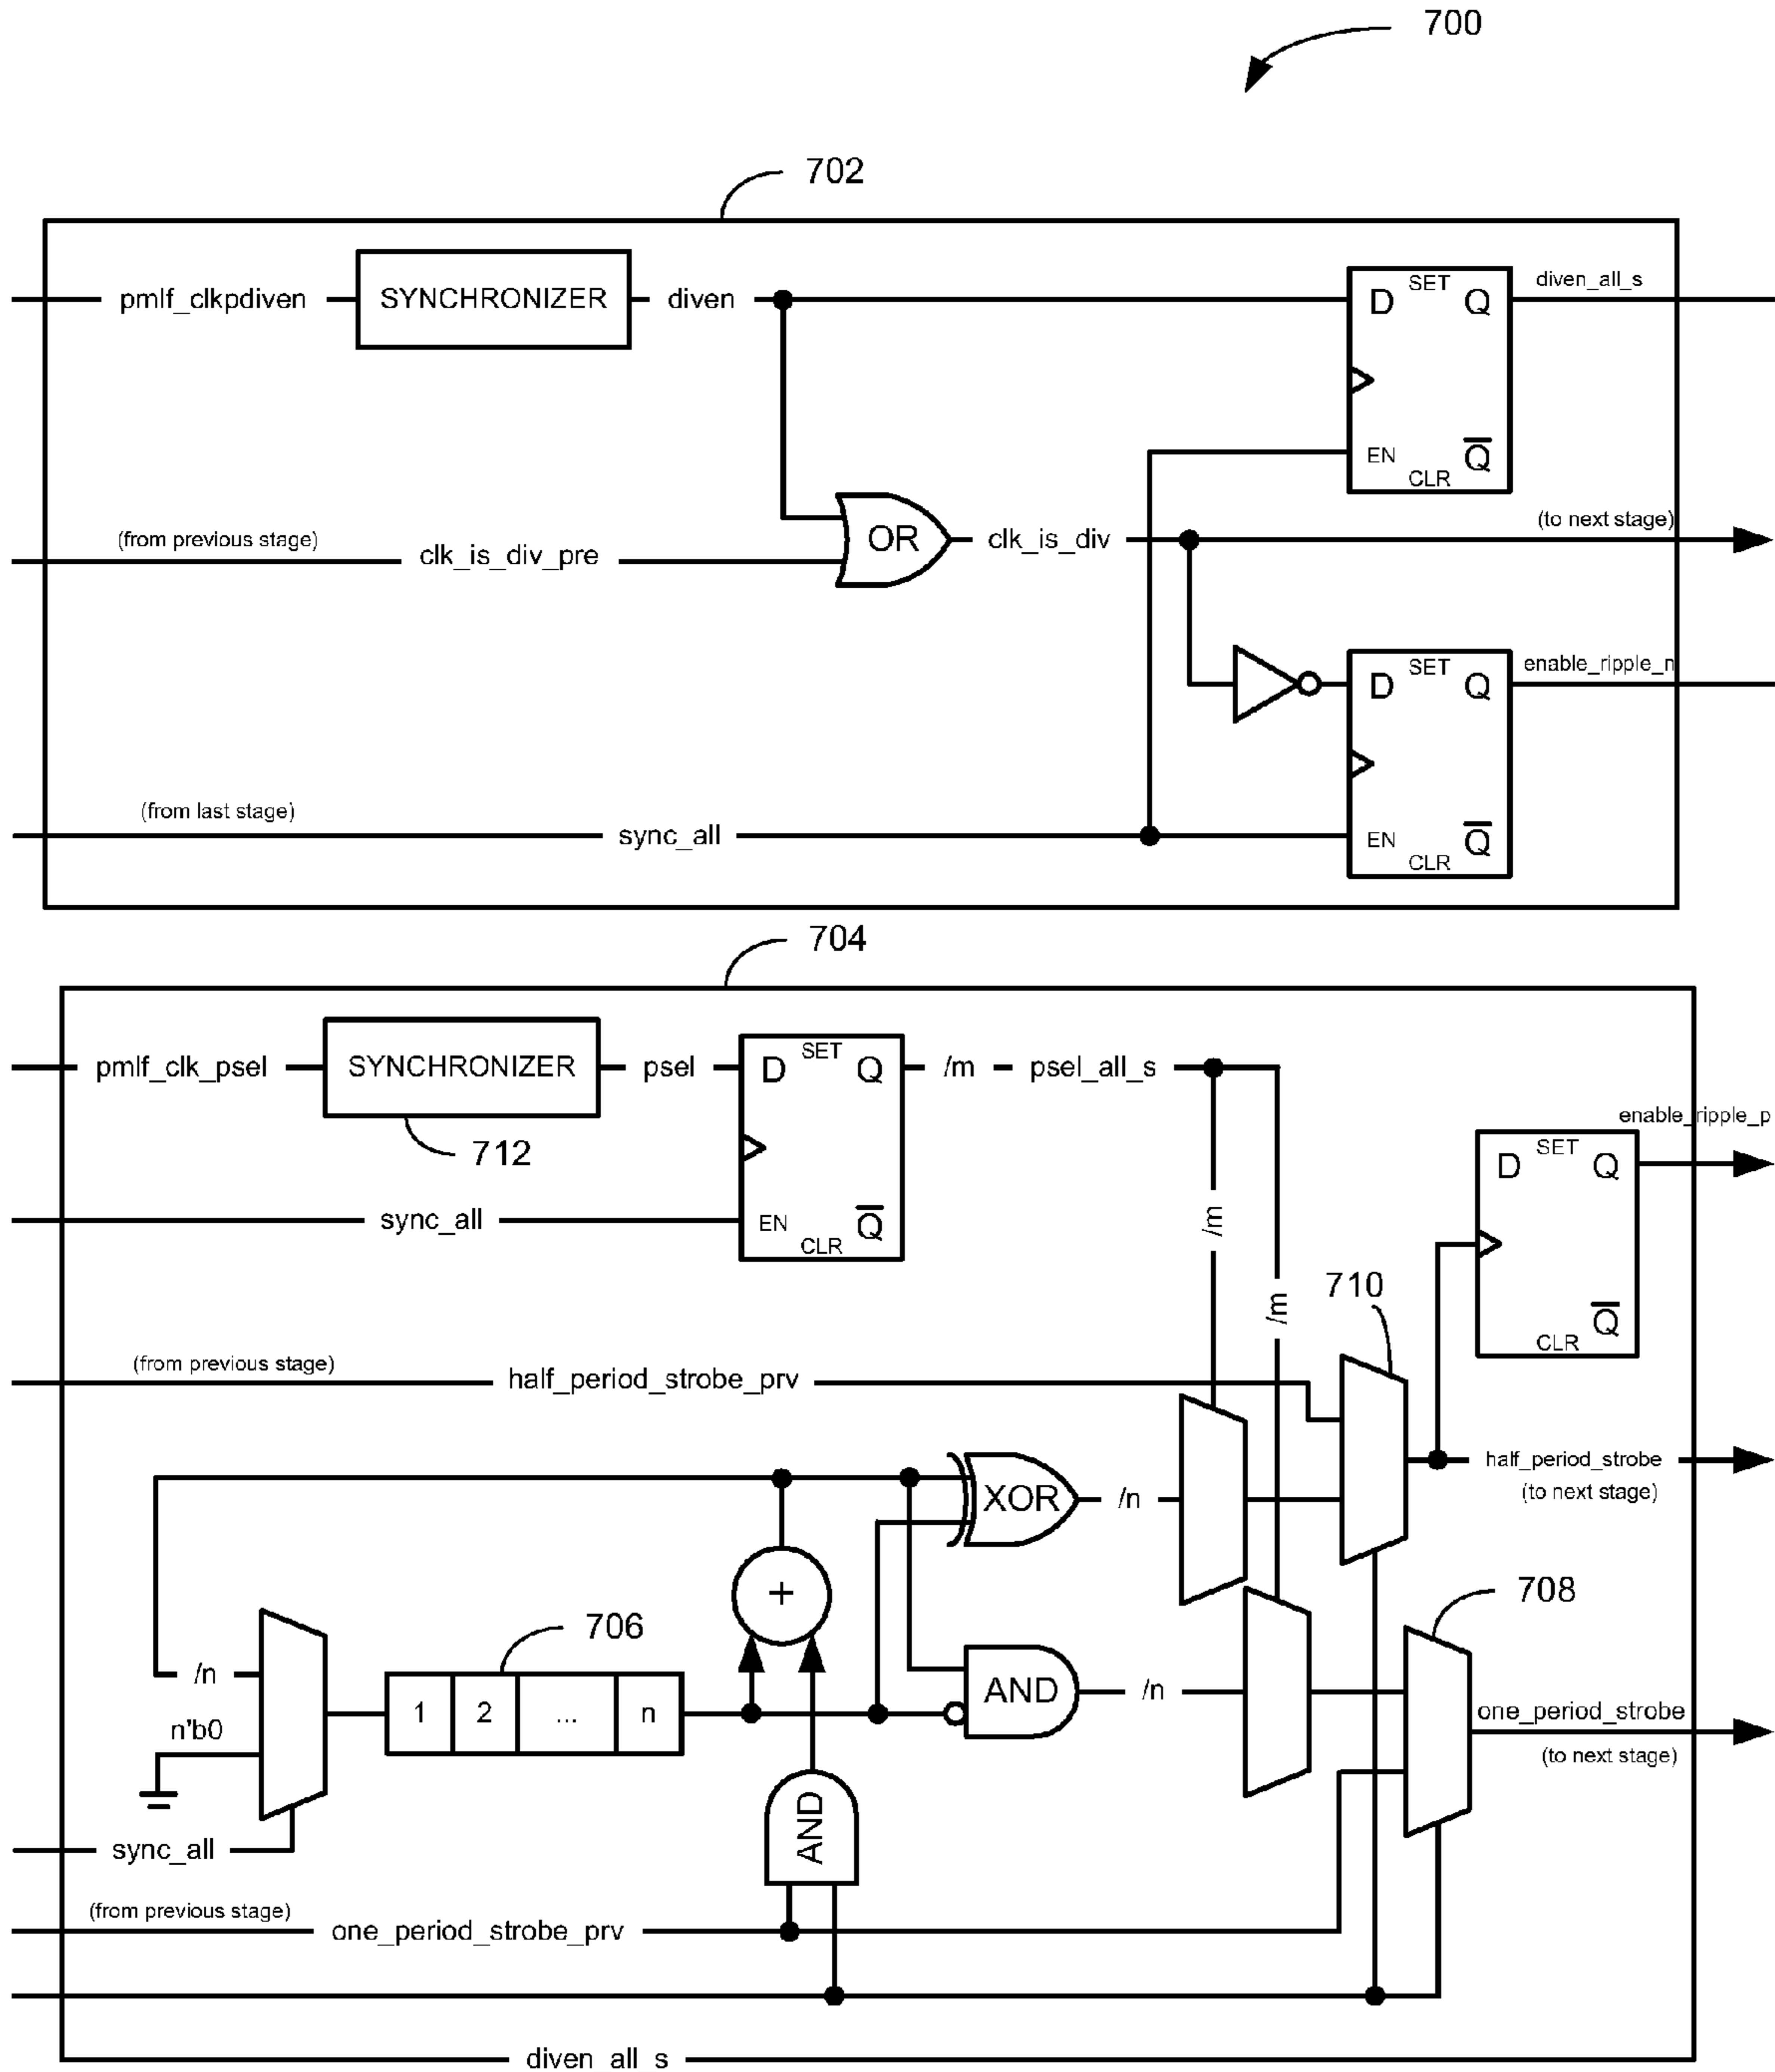 700
702
pmlf_clkpdiven SYNCHRONIZER diven D SET Q diven_all_s
EN CLR Q
(from previous stage) clk_is_div_pre OR clk_is_div (to next stage)
D SET Q enable_ripple_n
(from last stage) sync_all EN CLR Q
704
pmlf_clk_psel SYNCHRONIZER psel D SET Q /m psel_all_s
712
enable_ripple_p
D SET Q
sync_all EN CLR Q /m
710 /m
CLR Q
(from previous stage) half_period_strobe_prv
XOR /n half_period_strobe
(to next stage)
+ 708
706
/n AND /n
n'b0 1 2 ... n one_period_strobe
(to next stage)
AND
sync_all
(from previous stage) one_period_strobe_prv
diven_all_s